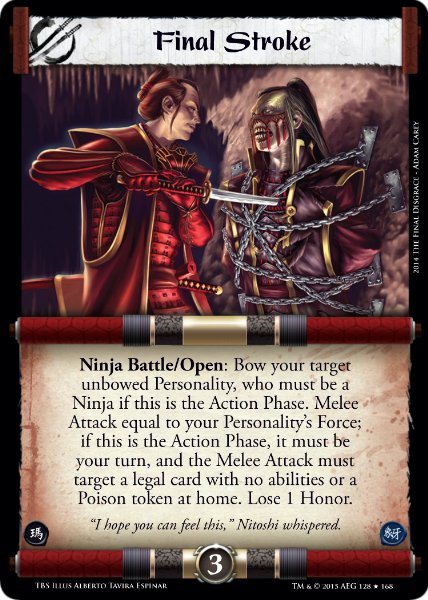 Final Stroke
2014 The Final Disgrace - Adam Carey
Ninja Battle/Open: Bow your target
unbowed Personality, who must be a
Ninja if this is the Action Phase. Melee
Attack equal to your Personality's Force;
if this is the Action Phase, it must be
your turn, and the Melee Attack must
target a legal card with no abilities or a
Poison token at home. Lose 1 Honor.
"I hope you can feel this," Nitoshi whispered.
瑪
3
TBS Illus Alberto Tavira Espinar
TM & © 2015 AEG 128 ★ 168